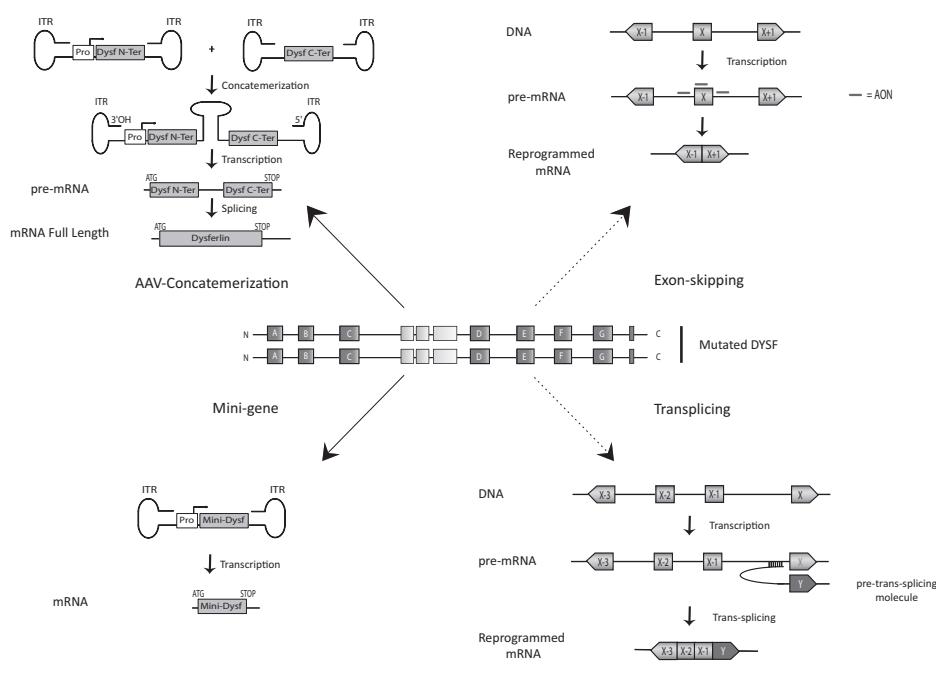 ITR ITR ITR ITR
Pro Dysf N-Ter + Dysf C-Ter
Concatemerization
ITR ITR
3'OH 5'
Pro Dysf N-Ter Dysf C-Ter
Transcription
ATG STOP
pre-mRNA Dysf N-Ter Dysf C-Ter
Splicing
ATG STOP
mRNA Full Length Dysferlin
AAV-Concatemerization
DNA X-1 X X+1
Transcription
pre-mRNA X-1 X X+1 = AON
Reprogrammed X-1 X+1
mRNA
Exon-skipping
N A B C D E F G C
N A B C D E F G C
Mutated DYSF
Mini-gene
ITR ITR
Pro Mini-Dysf
Transcription
ATG STOP
mRNA Mini-Dysf
Transplicing
DNA X-3 X-2 X-1 X
Transcription
pre-mRNA X-3 X-2 X-1 X
Y pre-trans-splicing
molecule
Trans-splicing
Reprogrammed X-3 X-2 X-1 Y
mRNA